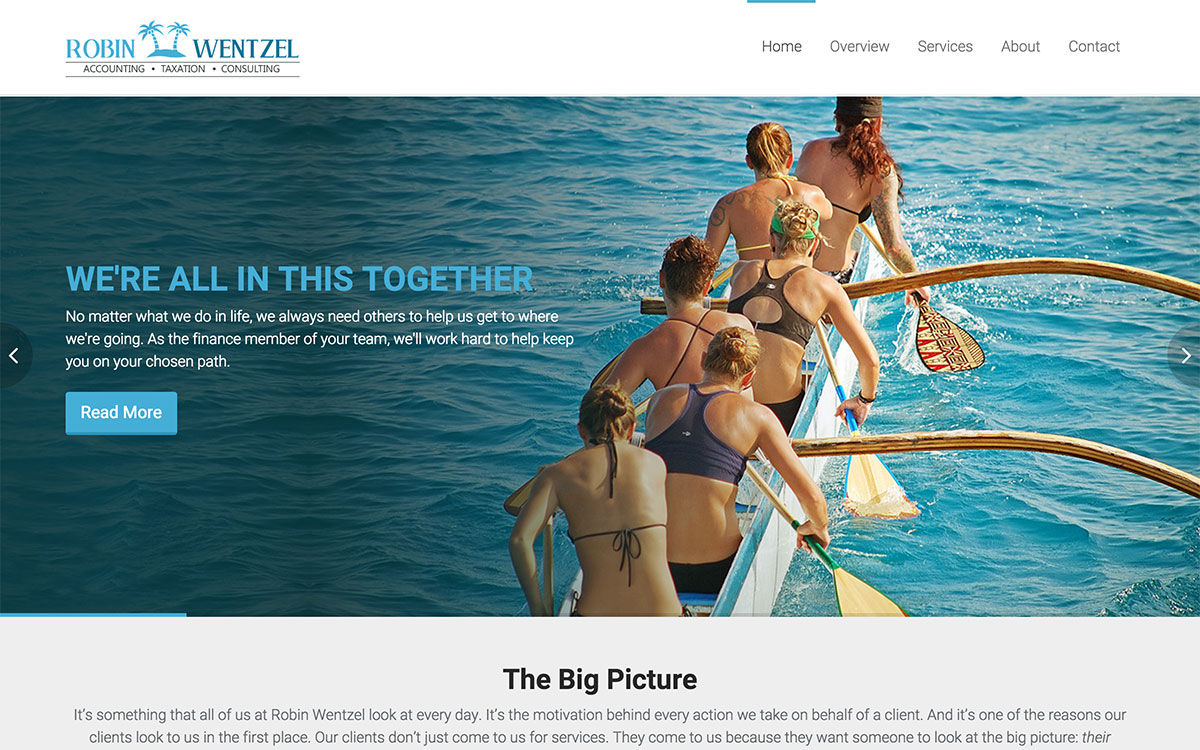 ROBIN WENTZEL
ACCOUNTING • TAXATION • CONSULTING
Home Overview Services About Contact
WE'RE ALL IN THIS TOGETHER
No matter what we do in life, we always need others to help us get to where
we're going. As the finance member of your team, we'll work hard to help keep
you on your chosen path.
Read More
The Big Picture
It’s something that all of us at Robin Wentzel look at every day. It’s the motivation behind every action we take on behalf of a client. And it’s one of the reasons our
clients look to us in the first place. Our clients don’t just come to us for services. They come to us because they want someone to look at the big picture: their